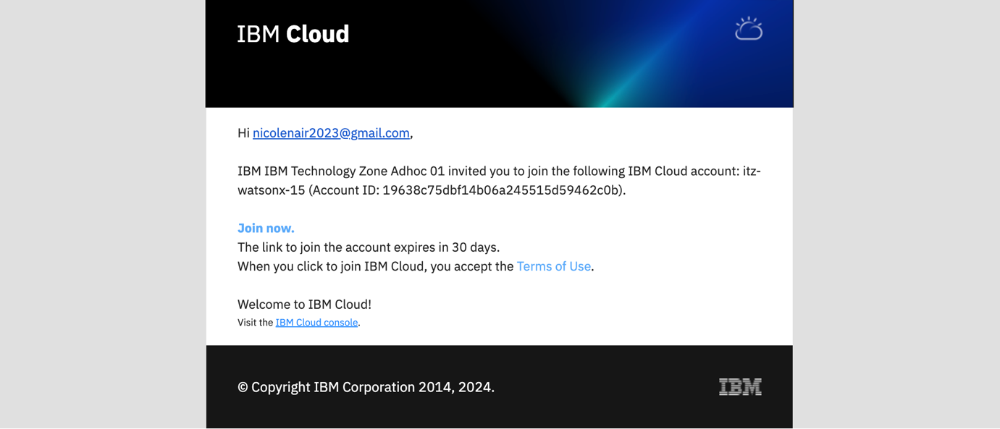 IBM Cloud
Hi nicolenair2023@gmail.com,
IBM IBM Technology Zone Adhoc 01 invited you to join the following IBM Cloud account: itz-
watsonx-15 (Account ID: 19638c75dbf14b06a245515d59462c0b).
Join now.
The link to join the account expires in 30 days.
When you click to join IBM Cloud, you accept the Terms of Use.
Welcome to IBM Cloud!
Visit the IBM Cloud console.
© Copyright IBM Corporation 2014, 2024.
IBM